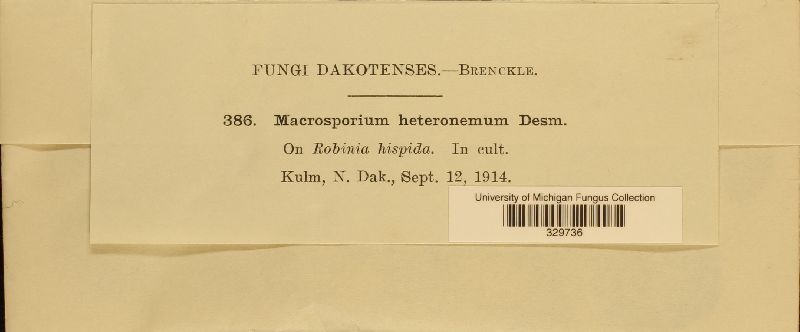 FUNGI DAKOTENSES.—BRENCKLE.
386. Macrosporium heteronemum Desm.
On Robinia hispida. In cult.
Kulm, N. Dak., Sept. 12, 1914.
University of Michigan Fungus Collection
329736